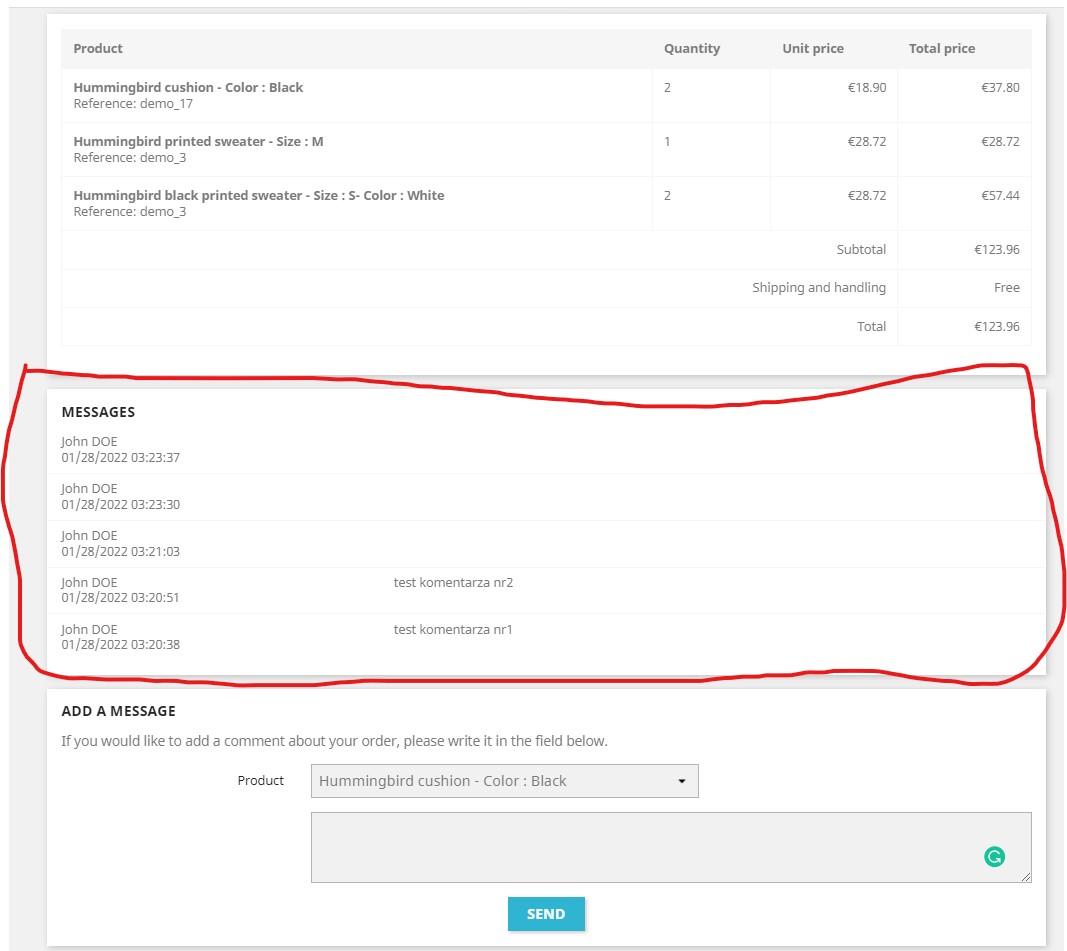 Product Quantity Unit price Total price
Hummingbird cushion - Color : Black 2 €18.90 €37.80
Reference: demo_17
Hummingbird printed sweater - Size : M 1 €28.72 €28.72
Reference: demo_3
Hummingbird black printed sweater - Size : S- Color : White 2 €28.72 €57.44
Reference: demo_3
Subtotal €123.96
Shipping and handling Free
Total €123.96
MESSAGES
John DOE
01/28/2022 03:23:37
John DOE
01/28/2022 03:23:30
John DOE
01/28/2022 03:21:03
John DOE test komentarza nr2
01/28/2022 03:20:51
John DOE test komentarza nr1
01/28/2022 03:20:38
ADD A MESSAGE
If you would like to add a comment about your order, please write it in the field below.
Product Hummingbird cushion - Color : Black
SEND